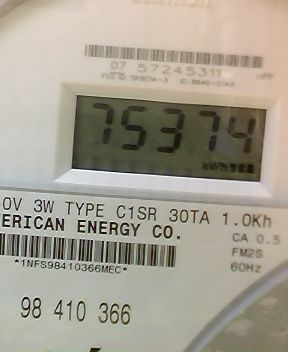 07 57245311
75374
kWh
0V 3W TYPE C1SR 30TA 1.0Kh
ERICAN ENERGY CO.
CA 0.5
FM2S
*1NFS98410366MEC*
60Hz
98 410 366